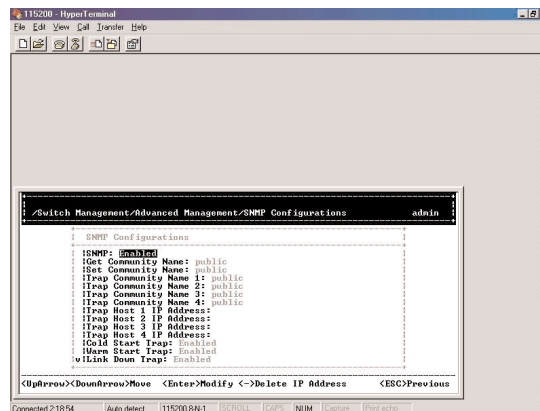 115200 - HyperTerminal
File Edit View Call Transfer Help
/Switch Management/Advanced Management/SNMP Configurations admin
SNMP Configurations
SNMP: Enabled
Get Community Name: public
Set Community Name: public
Trap Community Name 1: public
Trap Community Name 2: public
Trap Community Name 3: public
Trap Community Name 4: public
Trap Host 1 IP Address:
Trap Host 2 IP Address:
Trap Host 3 IP Address:
Trap Host 4 IP Address:
Cold Start Trap: Enabled
Warm Start Trap: Enabled
v Link Down Trap: Enabled
<UpArrow><DownArrow>Move <Enter>Modify <->Delete IP Address <ESC>Previous
Connected 2:18:54 Auto detect 115200 8-N-1 SCROLL CAPS NUM Capture Print echo